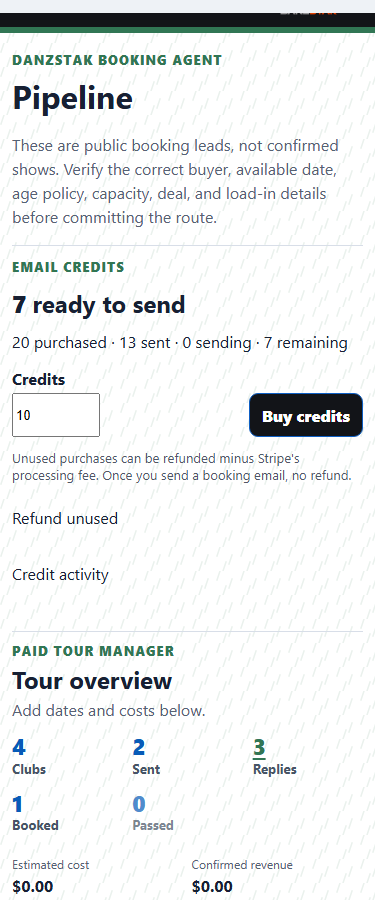 DANZSTAK BOOKING AGENT
Pipeline
These are public booking leads, not confirmed
shows. Verify the correct buyer, available date,
age policy, capacity, deal, and load-in details
before committing the route.
EMAIL CREDITS
7 ready to send
20 purchased · 13 sent · 0 sending · 7 remaining
Credits
10
Buy credits
Unused purchases can be refunded minus Stripe's
processing fee. Once you send a booking email, no refund.
Refund unused
Credit activity
PAID TOUR MANAGER
Tour overview
Add dates and costs below.
4 2 3
Clubs Sent Replies
1 0
Booked Passed
Estimated cost Confirmed revenue
$0.00 $0.00